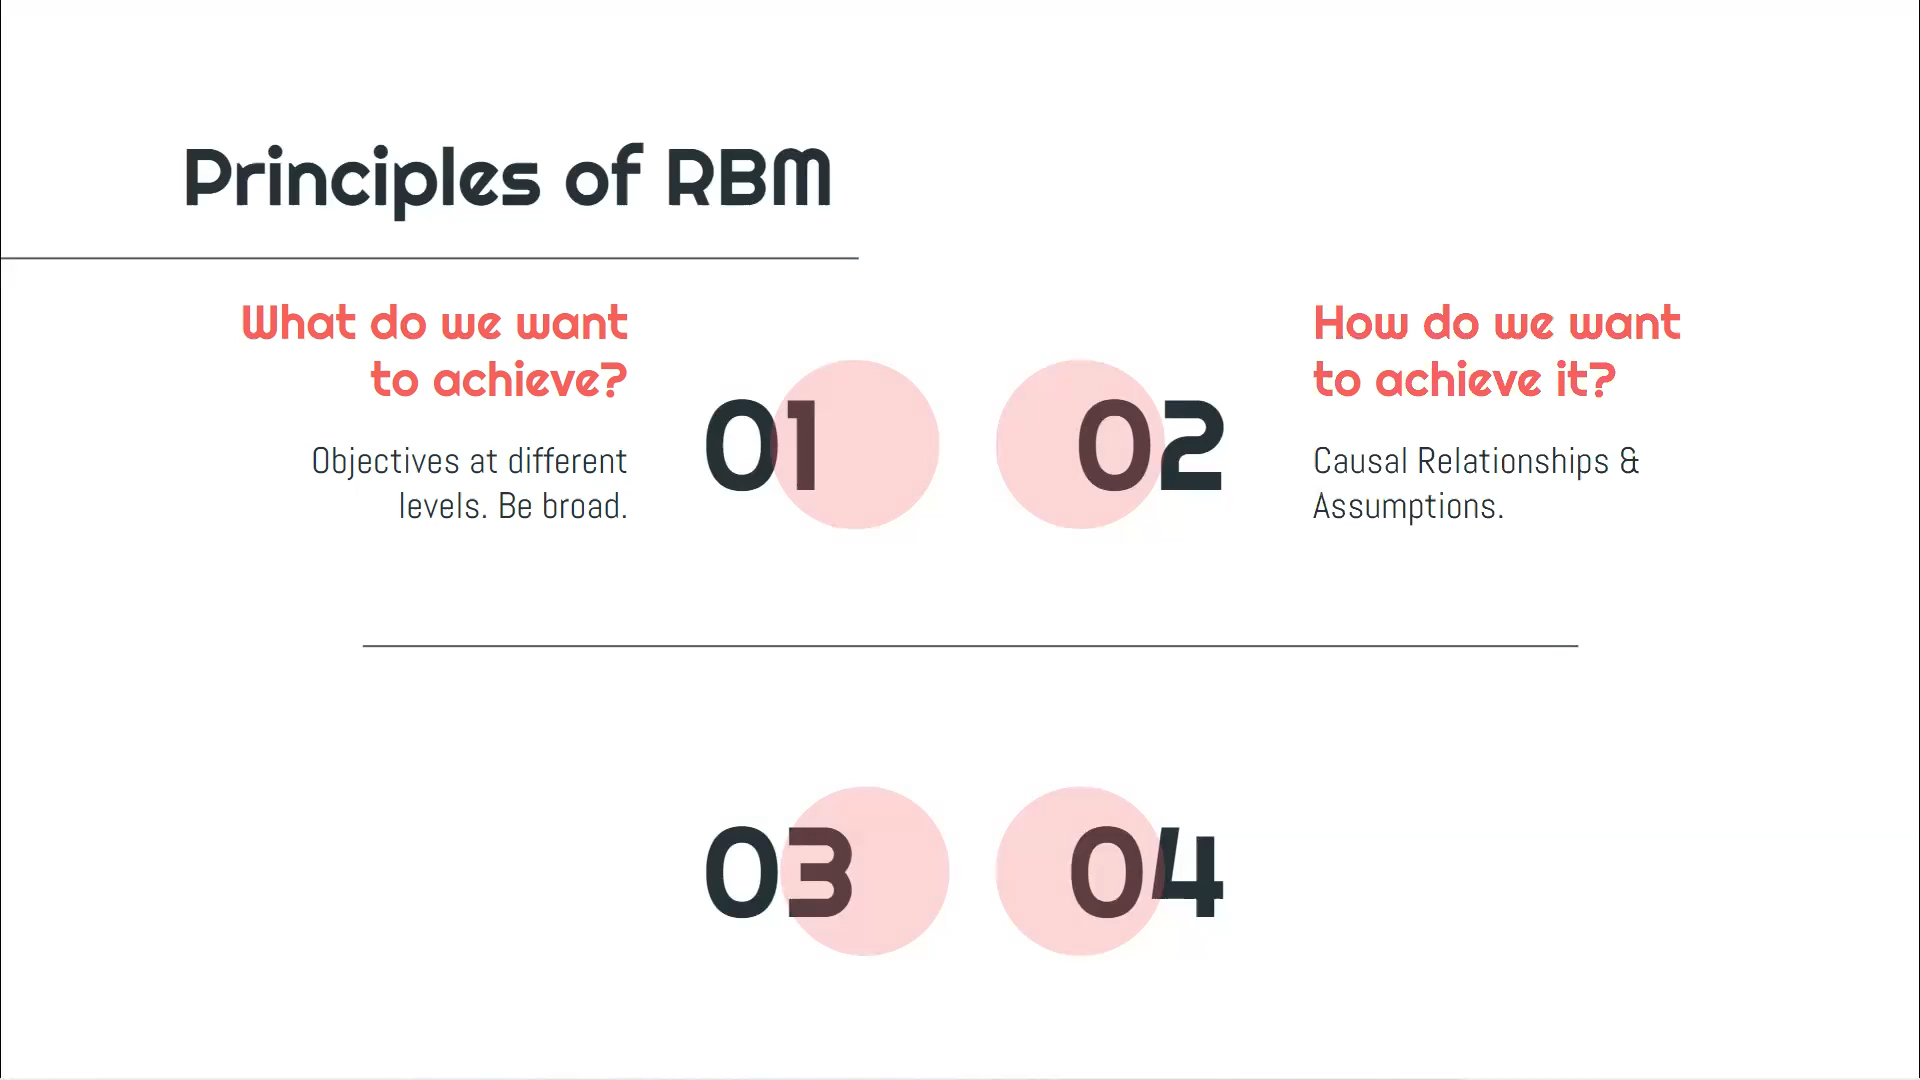 Principles of RBM
What do we want
to achieve?
Objectives at different
levels. Be broad.
01
02
How do we want
to achieve it?
Causal Relationships &
Assumptions.
03
04